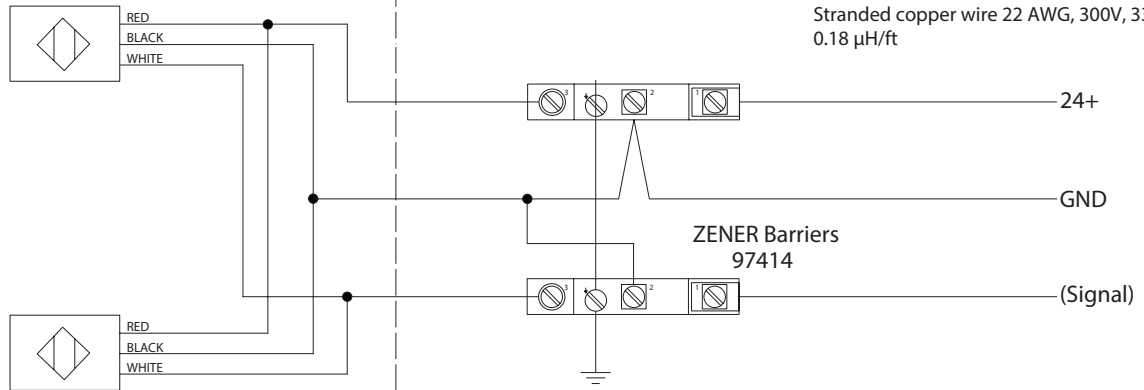 Stranded copper wire 22 AWG, 300V,
0.18 µH/ft
RED
BLACK
WHITE
3
2
1
24+
GND
ZENER Barriers
97414
3
2
1
(Signal)
RED
BLACK
WHITE